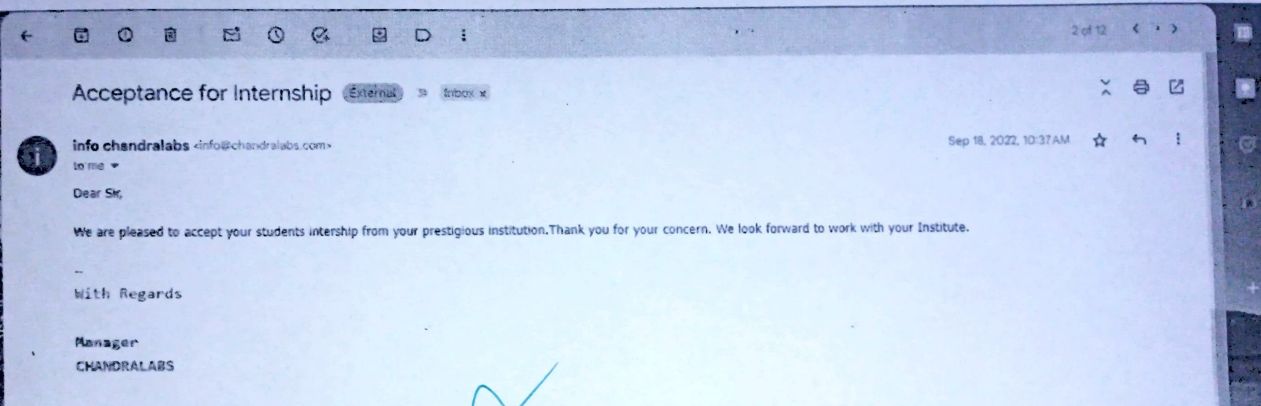 2 of 12
Acceptance for Internship External Inbox x
i
info chandralabs <info@chandralabs.com> Sep 18, 2022, 10:37 AM
to me
Dear Sir,
We are pleased to accept your students intership from your prestigious institution.Thank you for your concern. We look forward to work with your Institute.
--
With Regards
Manager
CHANDRALABS